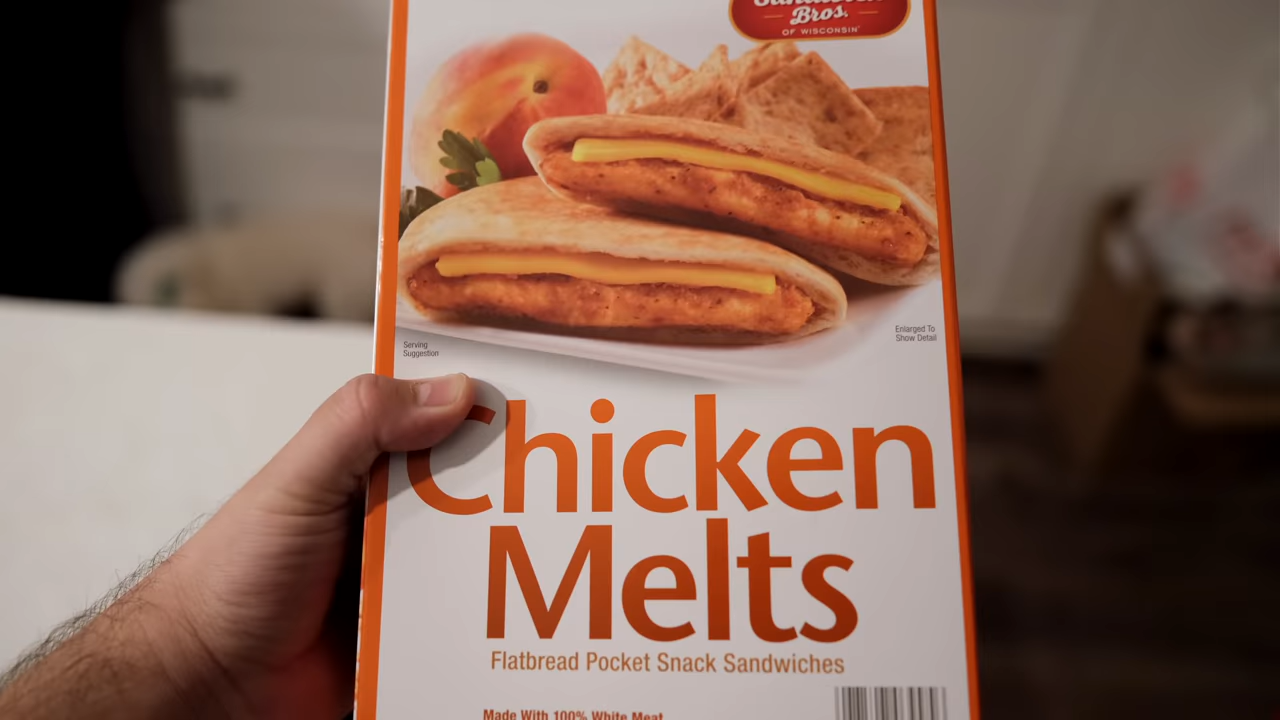 Bros.
OF WISCONSIN
Serving
Suggestion
Enlarged To
Show Detail
Chicken
Melts
Flatbread Pocket Snack Sandwiches
Made With 100% White Meat